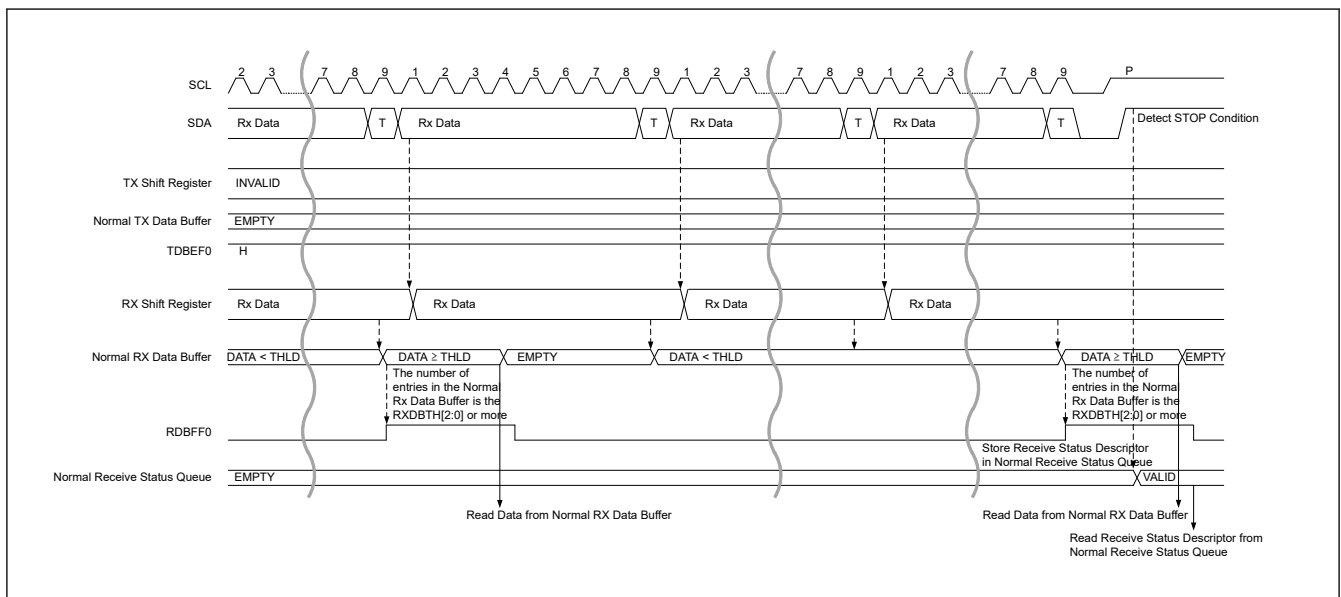 SCL 2 3 7 8 9 1 2 3 4 5 6 7 8 9 1 2 3 7 8 9 1 2 3 7 8 9 P
SDA Rx Data T Rx Data T Rx Data T Rx Data T Detect STOP Condition
TX Shift Register INVALID
Normal TX Data Buffer EMPTY
TDBEF0 H
RX Shift Register Rx Data Rx Data Rx Data Rx Data
Normal RX Data Buffer DATA < THLD DATA ≥ THLD EMPTY DATA < THLD DATA ≥ THLD EMPTY
The number of
entries in the Normal
Rx Data Buffer is the
RXDBTH[2:0] or more
The number of
entries in the Normal
Rx Data Buffer is the
RXDBTH[2:0] or more
RDBFF0
Store Receive Status Descriptor
in Normal Receive Status Queue
Normal Receive Status Queue EMPTY VALID
Read Data from Normal RX Data Buffer Read Data from Normal RX Data Buffer
Read Receive Status Descriptor from
Normal Receive Status Queue